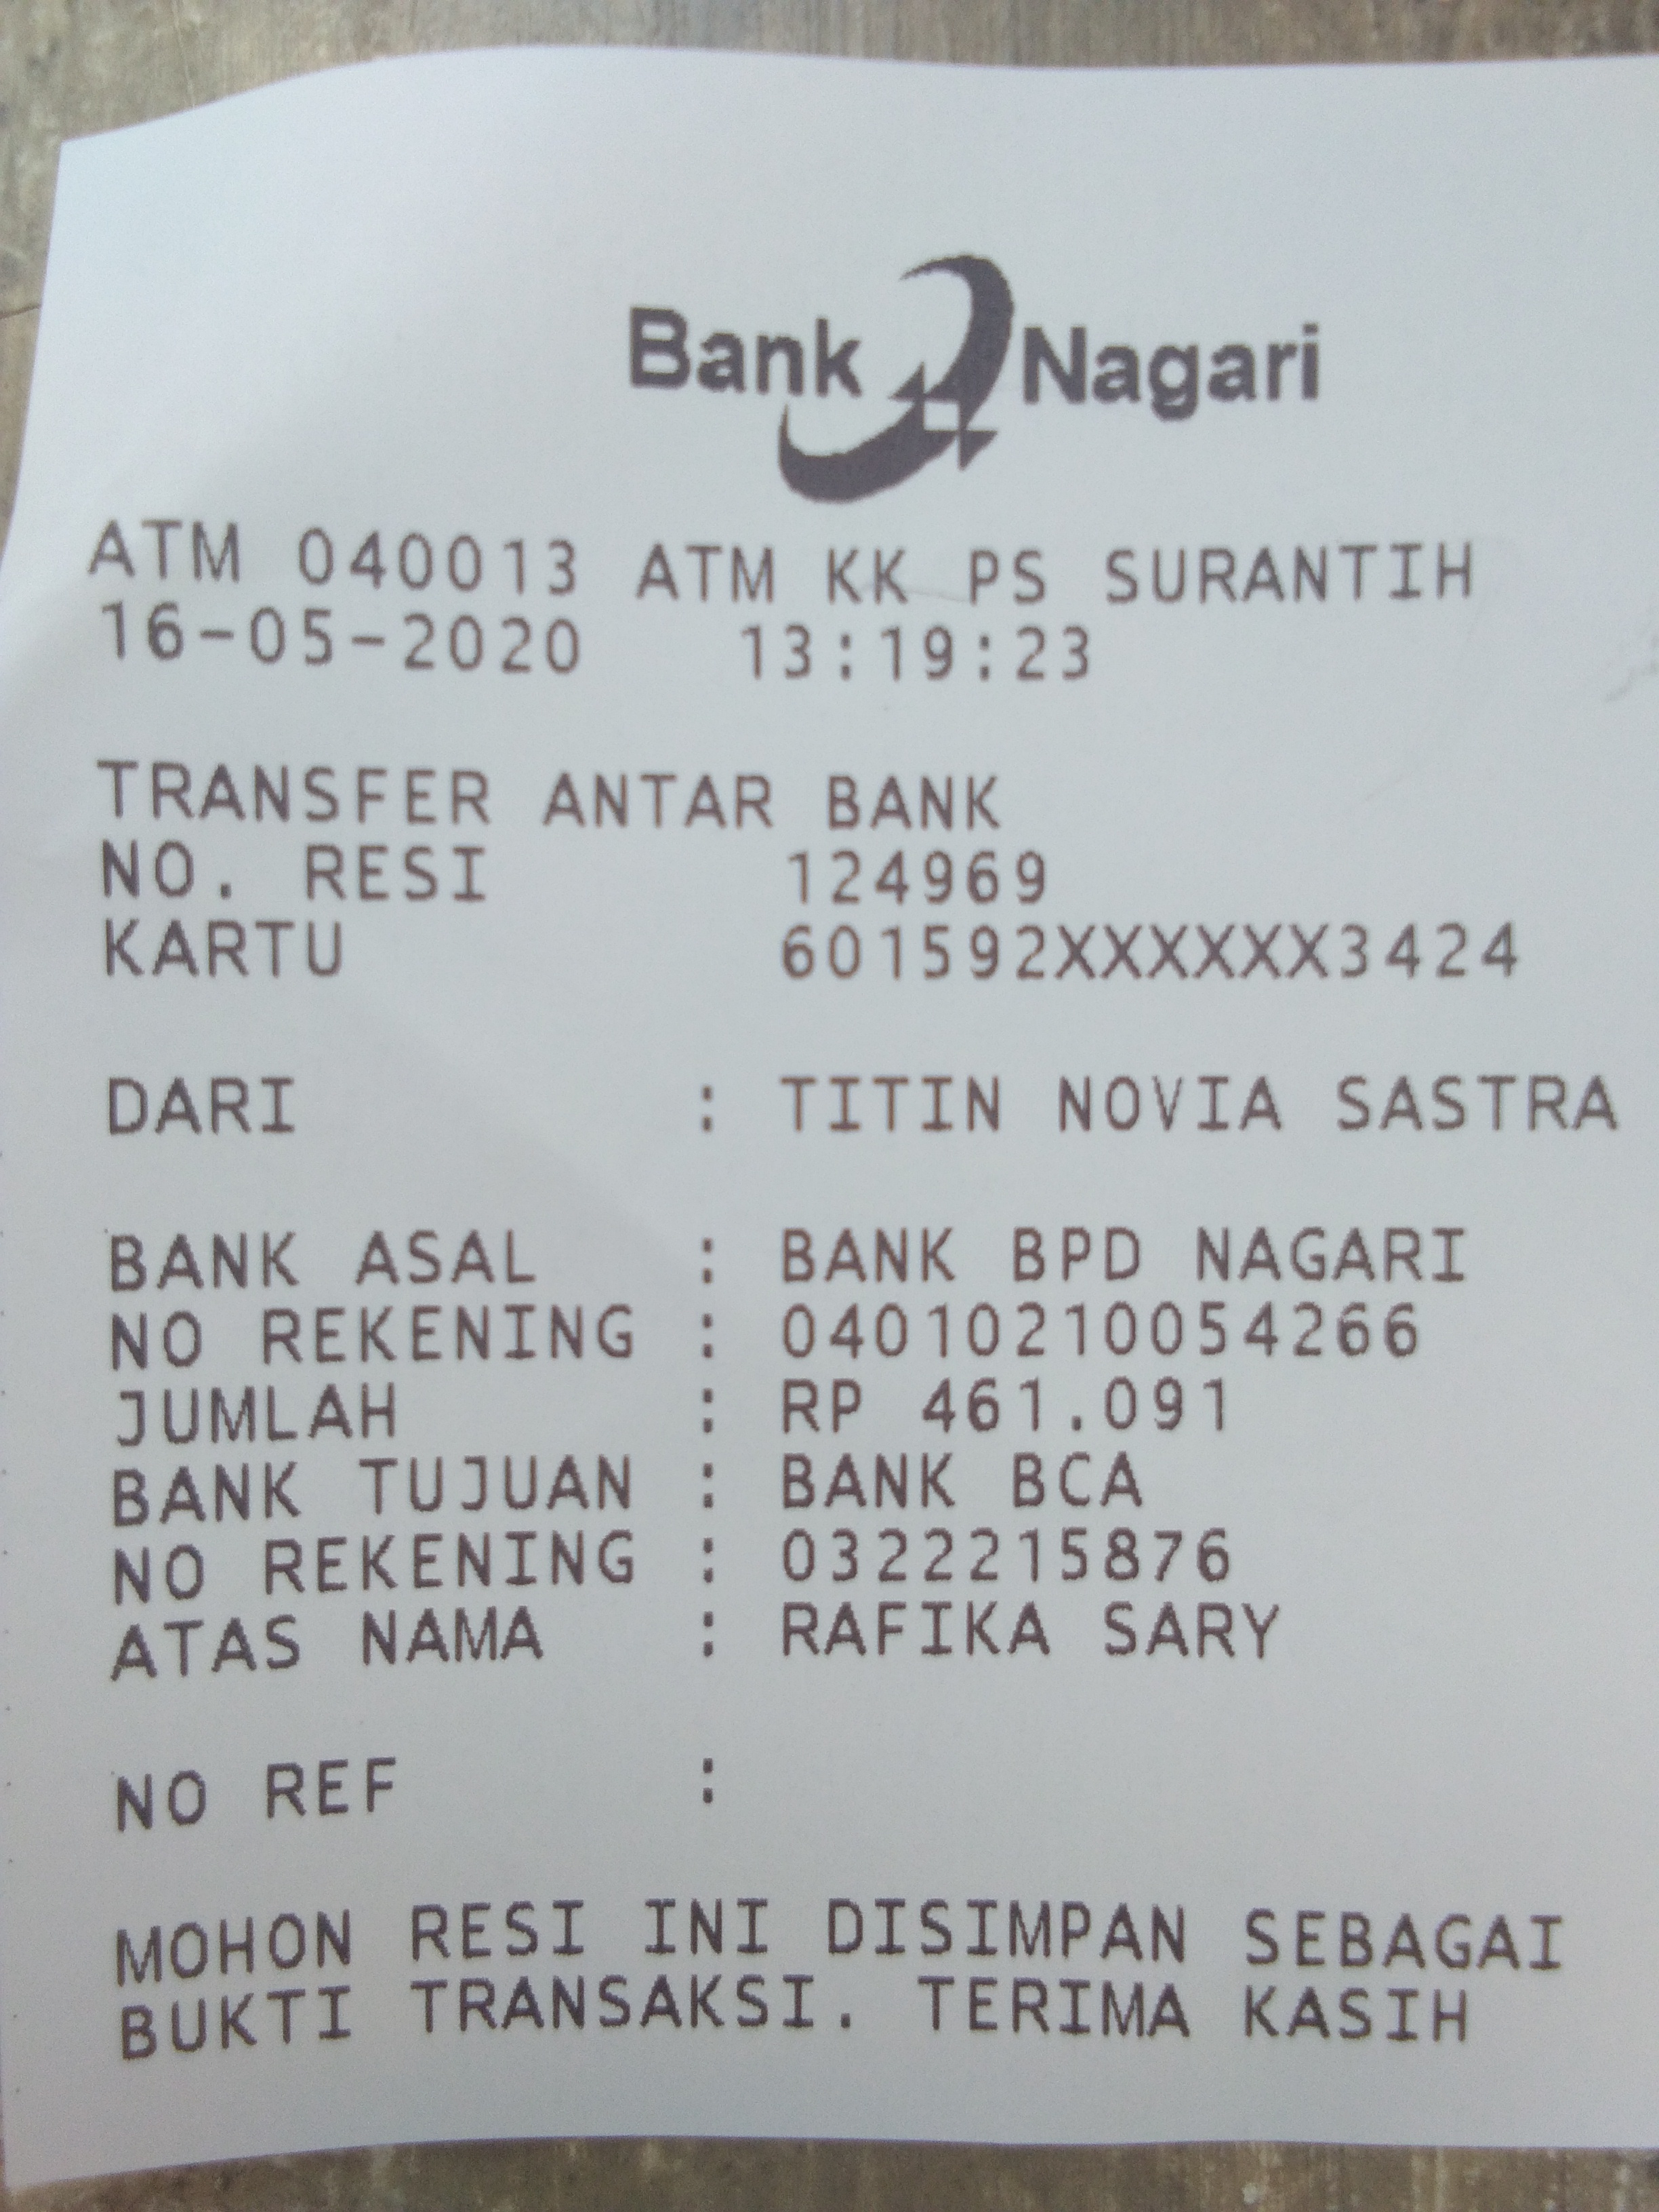 Bank Nagari
ATM 040013 ATM KK PS SURANTIH
16-05-2020 13:19:23
TRANSFER ANTAR BANK
NO. RESI 124969
KARTU 601592XXXXXX3424
DARI : TITIN NOVIA SASTRA
BANK ASAL : BANK BPD NAGARI
NO REKENING : 04010210054266
JUMLAH : RP 461.091
BANK TUJUAN : BANK BCA
NO REKENING : 0322215876
ATAS NAMA : RAFIKA SARY
NO REF :
MOHON RESI INI DISIMPAN SEBAGAI
BUKTI TRANSAKSI. TERIMA KASIH